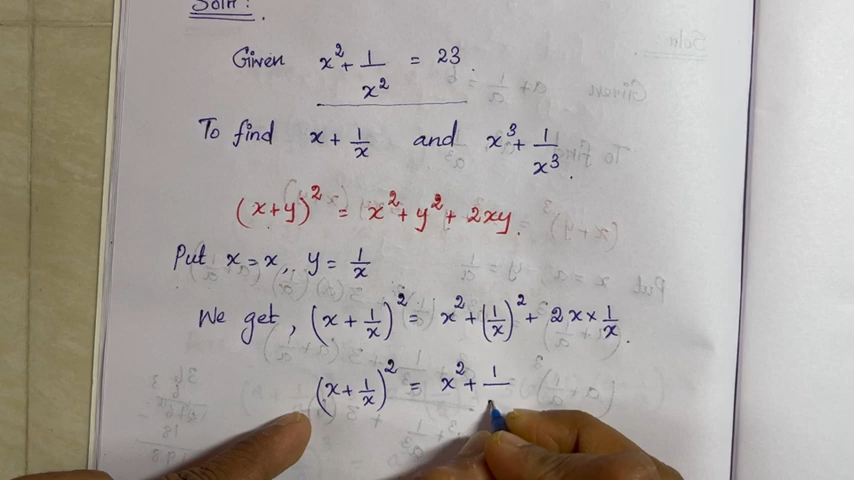 Soln:
Given x² + 1/x² = 23.
To find x + 1/x and x³ + 1/x³.
(x+y)² = x² + y² + 2xy.
Put x = x, y = 1/x
We get, (x + 1/x)² = x² + (1/x)² + 2x × 1/x.
(x + 1/x)² = x² + 1/